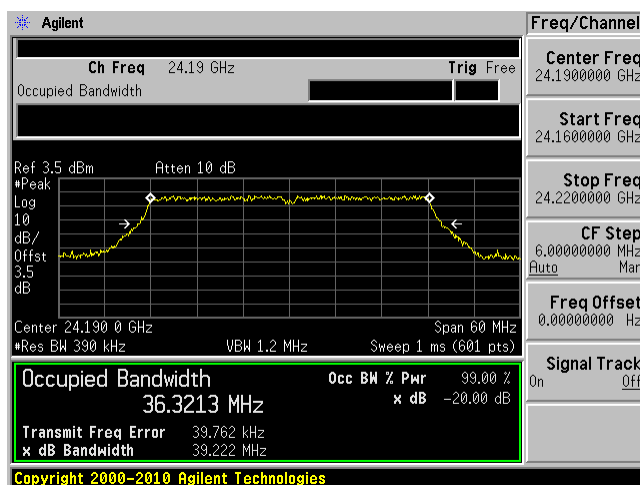 Agilent
Freq/Channel
Ch Freq 24.19 GHz Trig Free
Occupied Bandwidth
Center Freq
24.1900000 GHz
Start Freq
24.1600000 GHz
Stop Freq
24.2200000 GHz
CF Step
6.00000000 MHz
Auto Man
Freq Offset
0.00000000 Hz
Signal Track
On Off
Ref 3.5 dBm Atten 10 dB
#Peak
Log
10
dB/
Offst
3.5
dB
Center 24.190 0 GHz Span 60 MHz
#Res BW 390 kHz VBW 1.2 MHz Sweep 1 ms (601 pts)
Occupied Bandwidth Occ BW % Pwr 99.00 %
36.3213 MHz x dB -20.00 dB
Transmit Freq Error 39.762 kHz
x dB Bandwidth 39.222 MHz
Copyright 2000-2010 Agilent Technologies